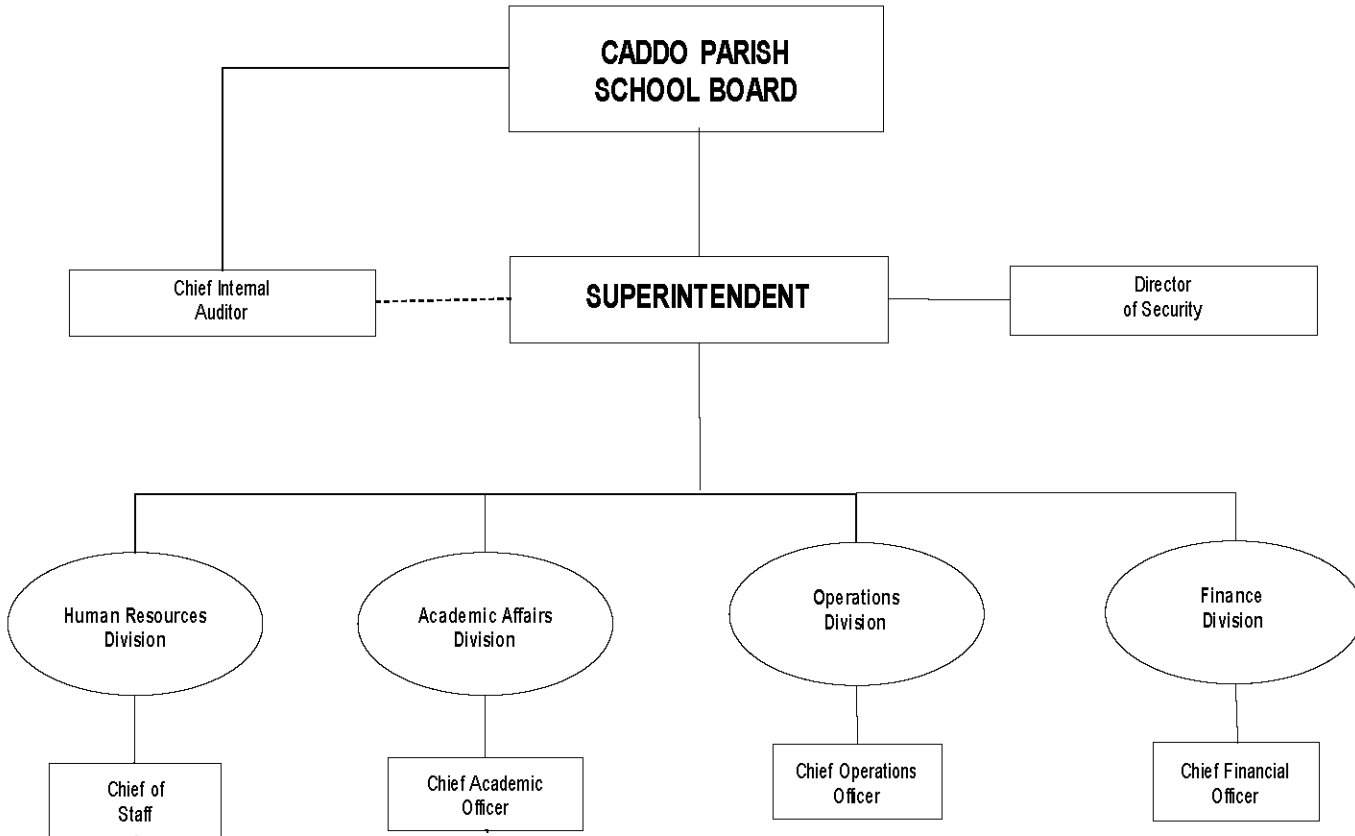 CADDO PARISH
SCHOOL BOARD
Chief Internal
Auditor
SUPERINTENDENT
Director
of Security
Human Resources
Division
Academic Affairs
Division
Operations
Division
Finance
Division
Chief of
Staff
Chief Academic
Officer
Chief Operations
Officer
Chief Financial
Officer